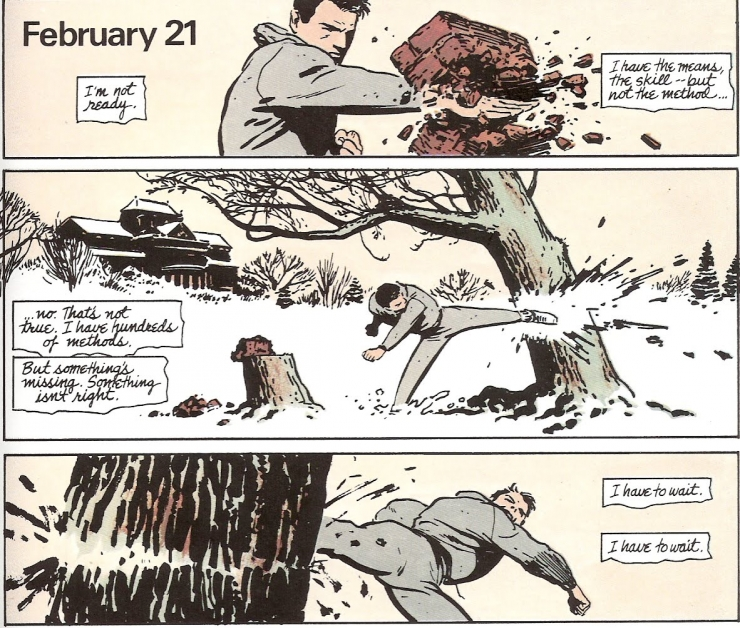 February 21
I'm not
ready.
I have the means,
the skill -- but
not the method...
...no. That's not
true. I have hundreds
of methods.
But something's
missing. Something
isn't right.
I have to wait.
I have to wait.